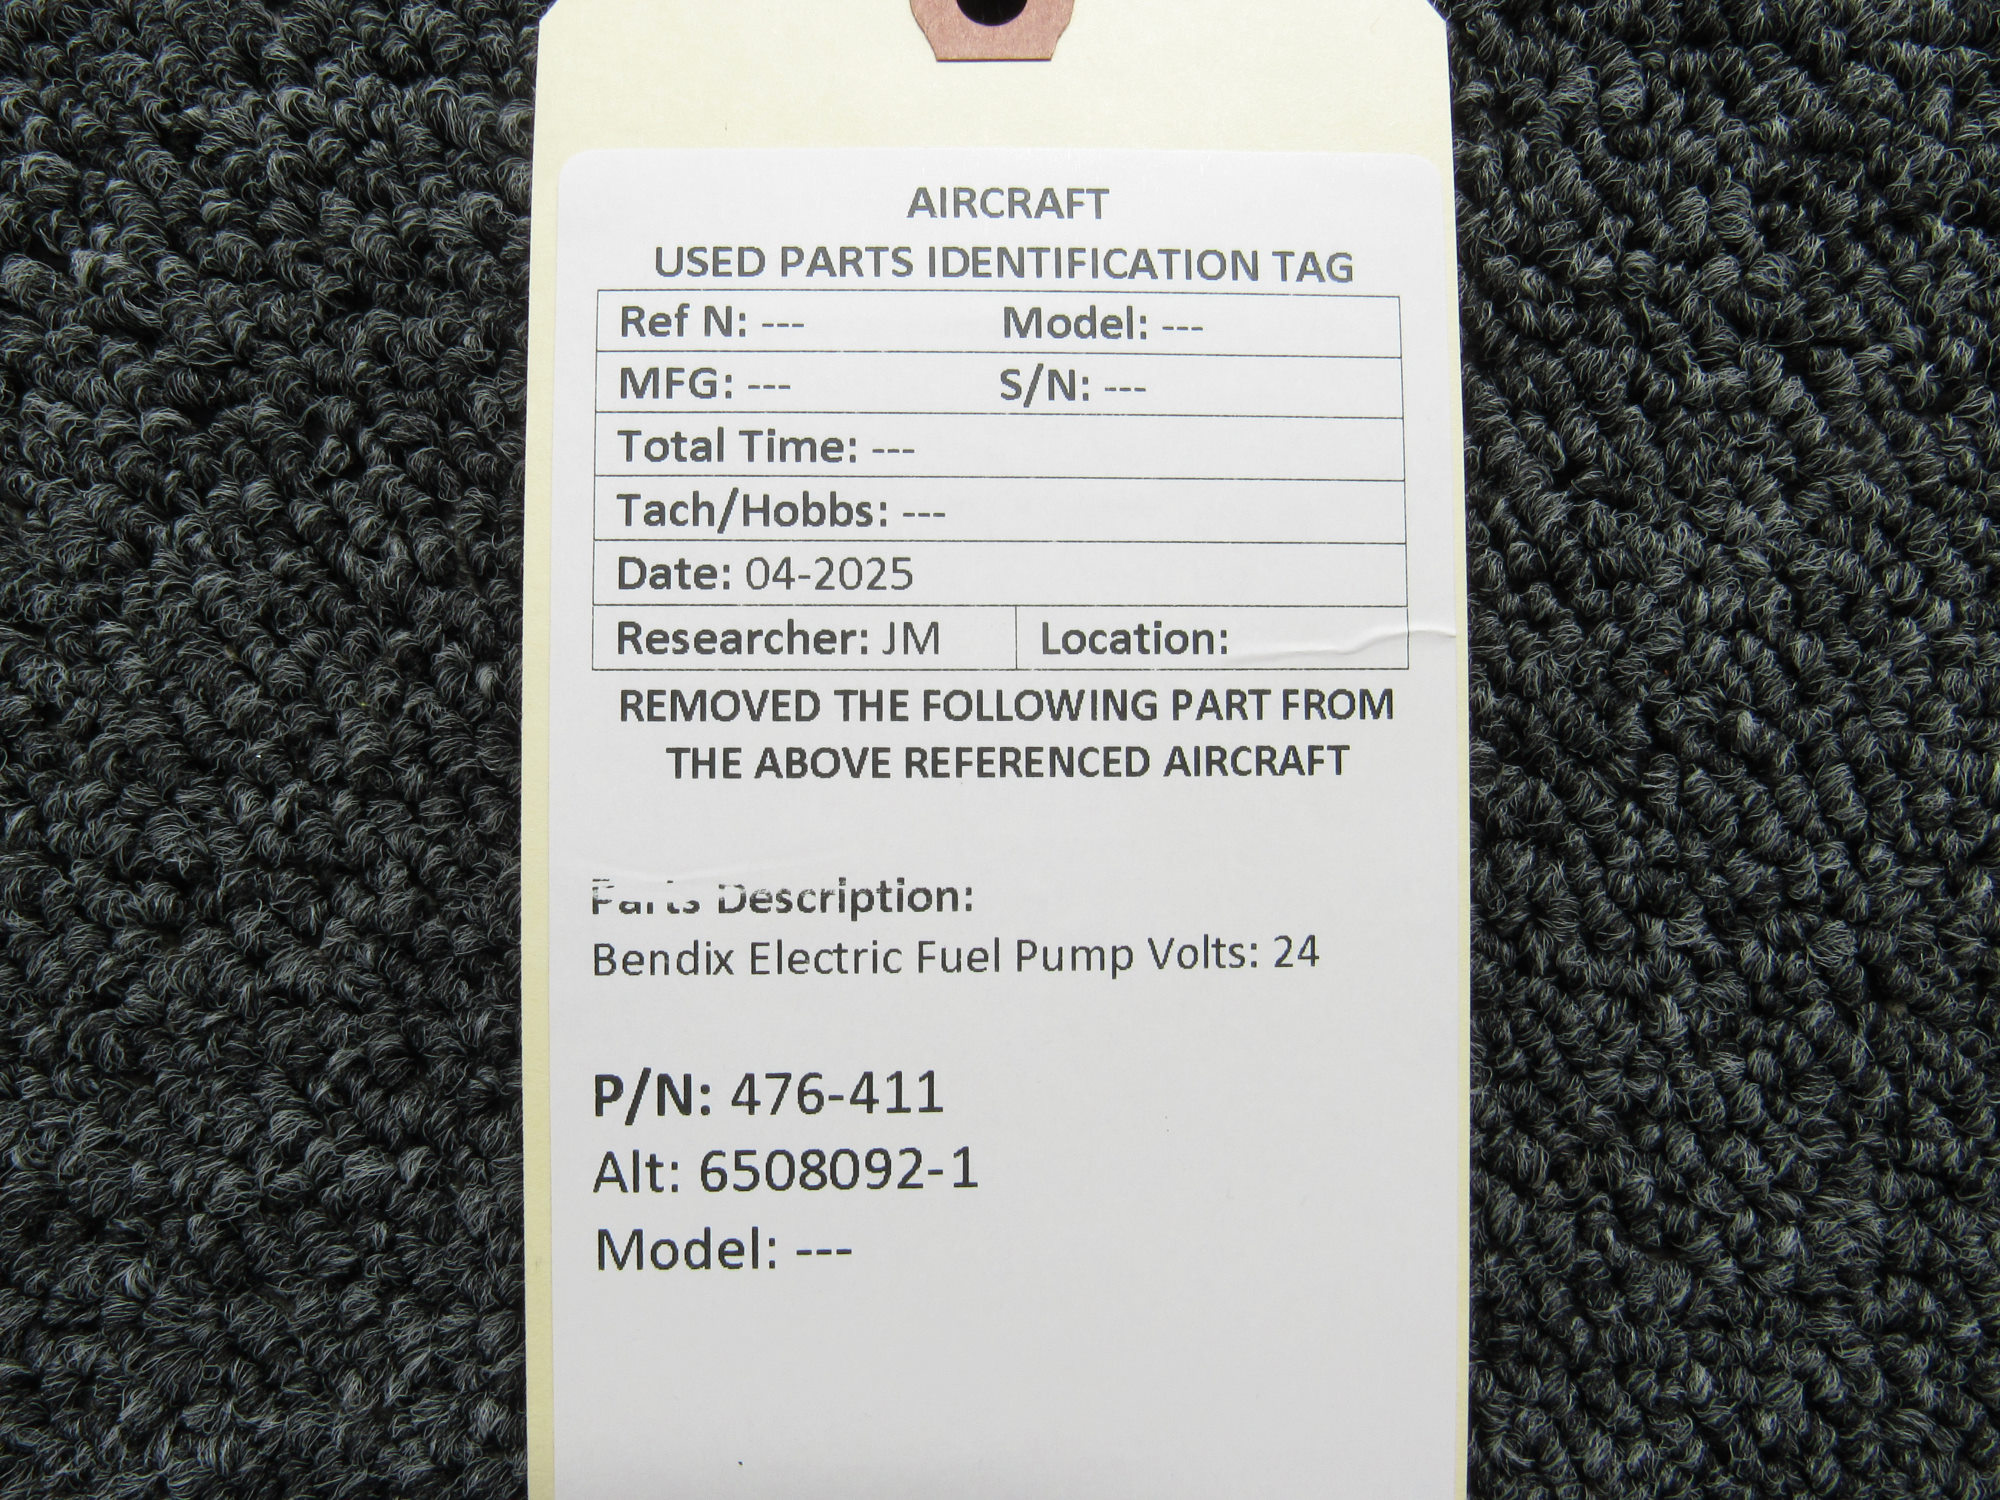 AIRCRAFT
USED PARTS IDENTIFICATION TAG
Ref N: --- Model: ---
MFG: --- S/N: ---
Total Time: ---
Tach/Hobbs: ---
Date: 04-2025
Researcher: JM Location:
REMOVED THE FOLLOWING PART FROM
THE ABOVE REFERENCED AIRCRAFT
Parts Description:
Bendix Electric Fuel Pump Volts: 24
P/N: 476-411
Alt: 6508092-1
Model: ---